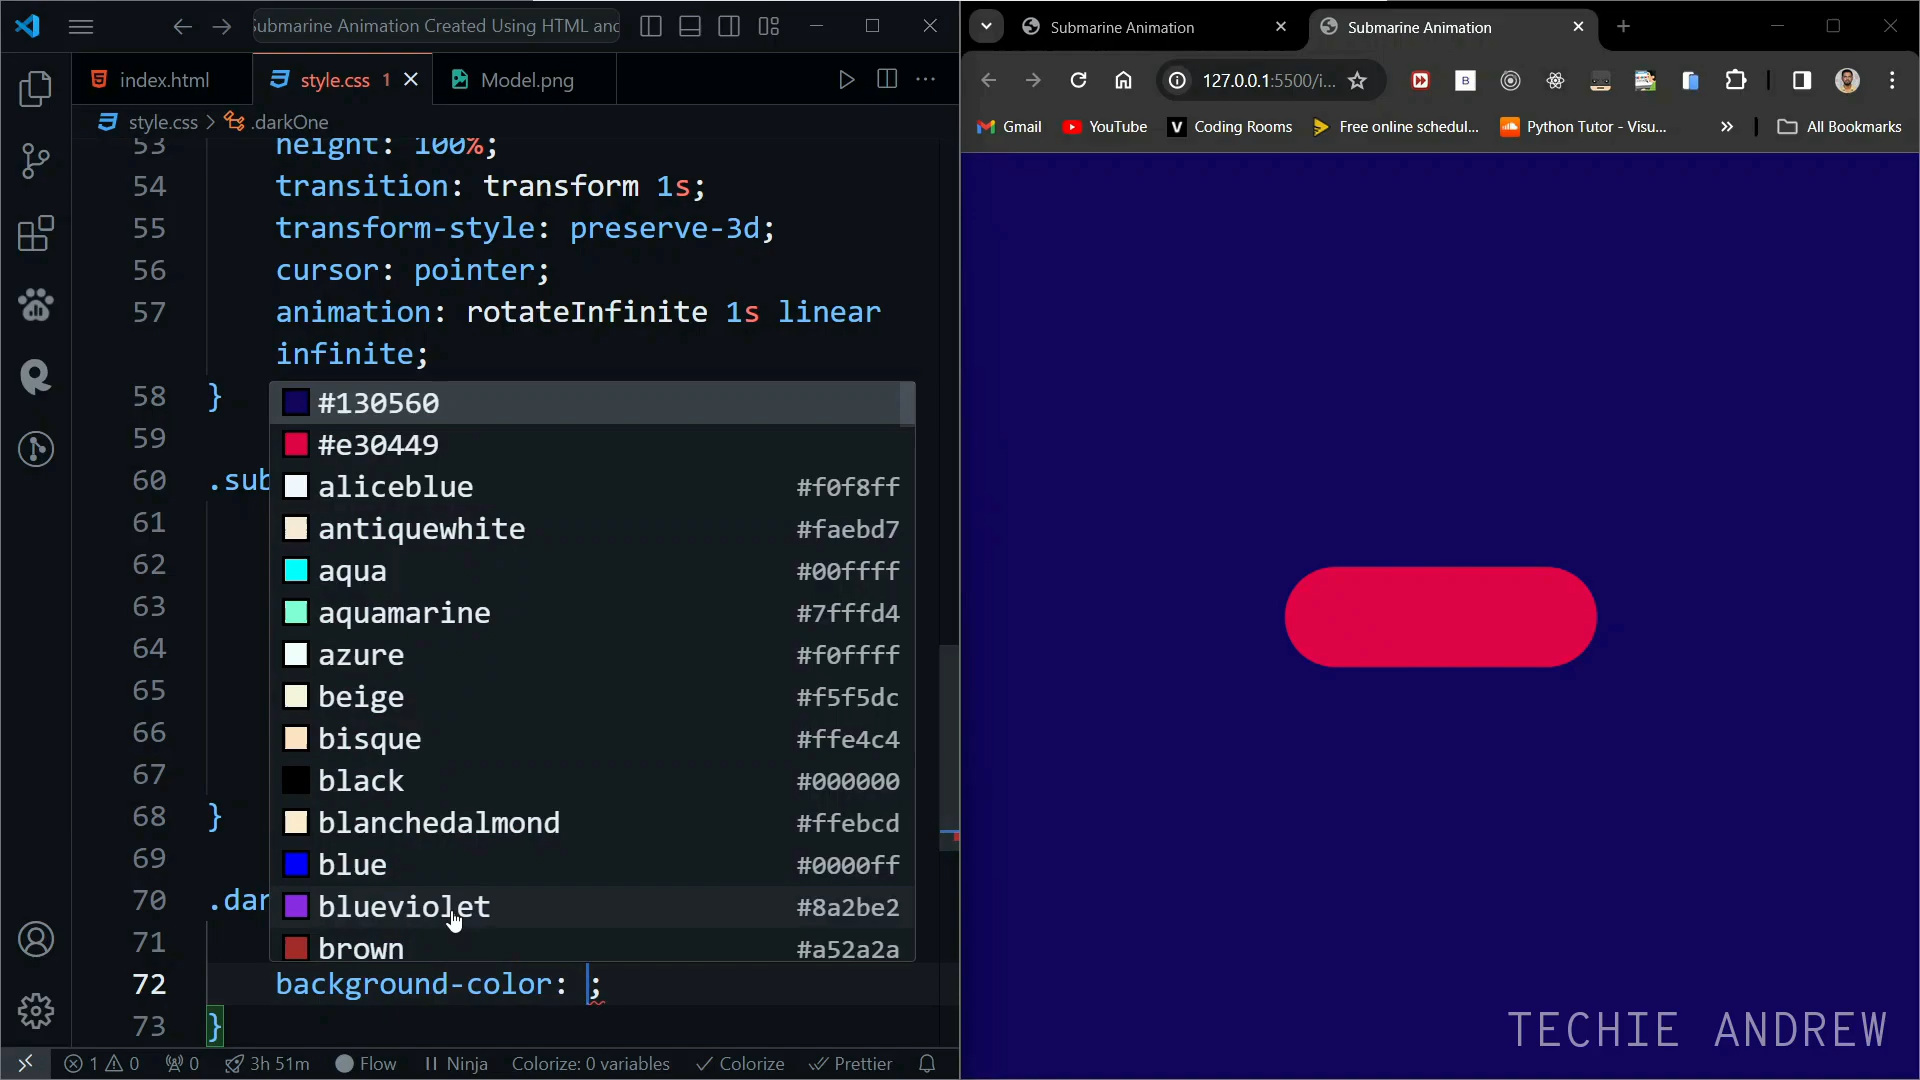 Submarine Animation Created Using HTML and
index.html
style.css 1
Model.png
style.css > .darkOne
53 height: 100%;
54 transition: transform 1s;
55 transform-style: preserve-3d;
56 cursor: pointer;
57 animation: rotateInfinite 1s linear
infinite;
58 }
59
60 .sub
61
62
63
64
65
66
67
68 }
69
70 .dar
71
72 background-color: ;
73 }
#130560
#e30449
aliceblue #f0f8ff
antiquewhite #faebd7
aqua #00ffff
aquamarine #7fffd4
azure #f0ffff
beige #f5f5dc
bisque #ffe4c4
black #000000
blanchedalmond #ffebcd
blue #0000ff
blueviolet #8a2be2
brown #a52a2a
1 0 0 3h 51m Flow Ninja Colorize: 0 variables Colorize Prettier
Submarine Animation
Submarine Animation
127.0.0.1:5500/i...
B
Gmail YouTube V Coding Rooms Free online schedul... Python Tutor - Visu... » All Bookmarks
TECHIE ANDREW